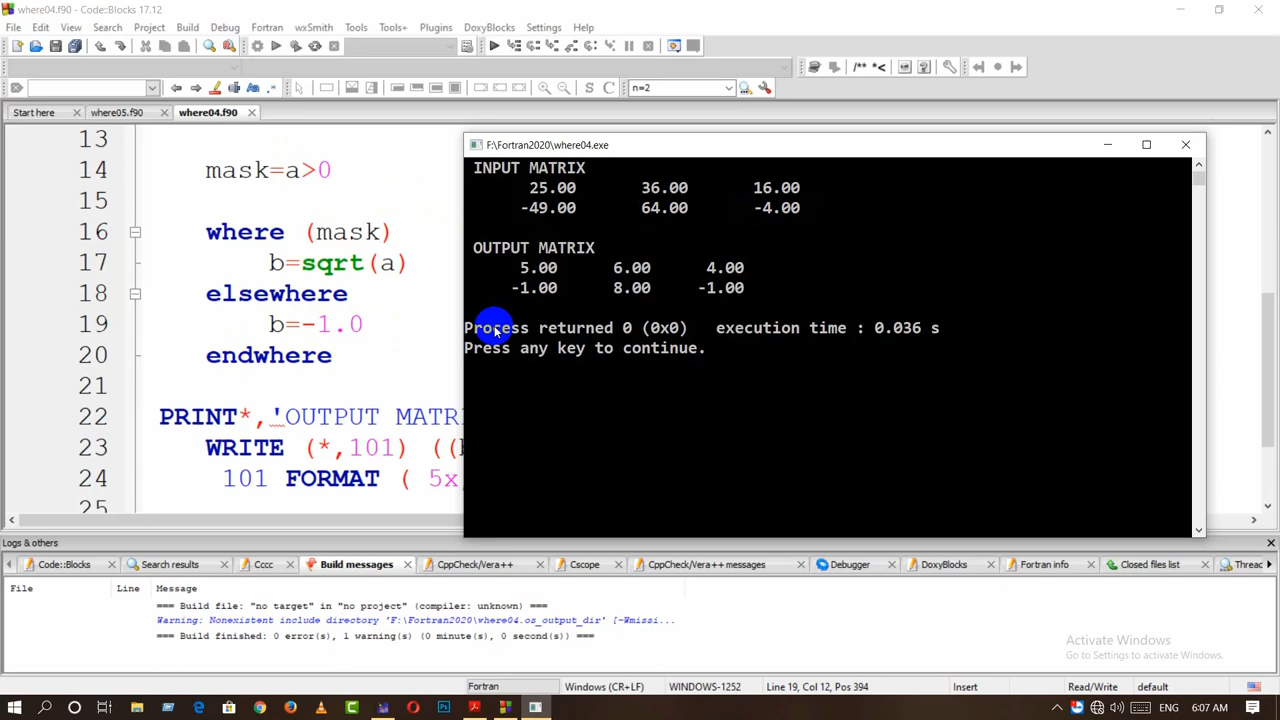 where04.f90 - Code::Blocks 17.12
File Edit View Search Project Build Debug Fortran wxSmith Tools Tools+ Plugins DoxyBlocks Settings Help
/** *<
S C n=2
Start here where05.f90 where04.f90
13
14 mask=a>0
15
16 where (mask)
17 b=sqrt(a)
18 elsewhere
19 b=-1.0
20 endwhere
21
22 PRINT*,'OUTPUT MATRI
23 WRITE (*,101) ((
24 101 FORMAT ( 5x
25
F:\Fortran2020\where04.exe
INPUT MATRIX
25.00 36.00 16.00
-49.00 64.00 -4.00
OUTPUT MATRIX
5.00 6.00 4.00
-1.00 8.00 -1.00
Process returned 0 (0x0) execution time : 0.036 s
Press any key to continue.
Logs & others
Code::Blocks Search results Cccc Build messages CppCheck/Vera++ Cscope CppCheck/Vera++ messages Debugger DoxyBlocks Fortran info Closed files list Threa
File Line Message
=== Build file: "no target" in "no project" (compiler: unknown) ===
Warning: Nonexistent include directory 'F:\Fortran2020\where04.os_output_dir' [-Wmissi...
=== Build finished: 0 error(s), 1 warning(s) (0 minute(s), 0 second(s)) ===
Activate Windows
Go to Settings to activate Windows.
Fortran Windows (CR+LF) WINDOWS-1252 Line 19, Col 12, Pos 394 Insert Read/Write default
ENG 6:07 AM